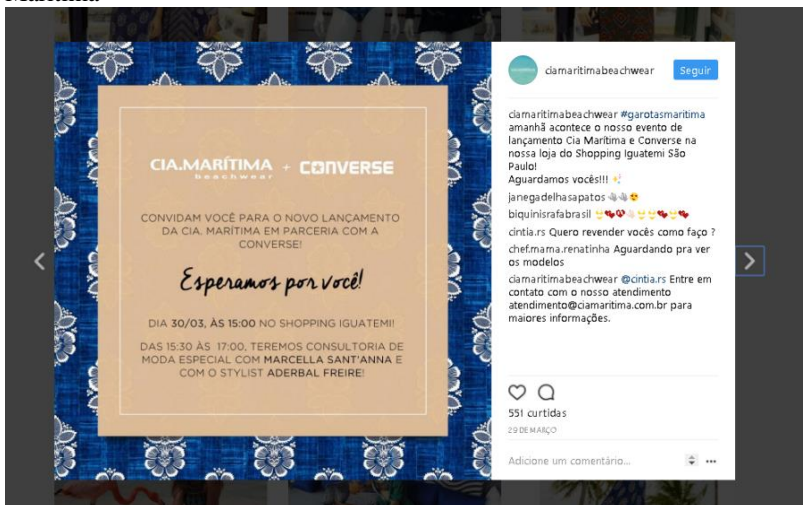 Marítima
CIA.MARÍTIMA + CONVERSE
beachwear
CONVIDAM VOCÊ PARA O NOVO LANÇAMENTO
DA CIA. MARÍTIMA EM PARCERIA COM A
CONVERSE!
Esperamos por você!
DIA 30/03, ÀS 15:00 NO SHOPPING IGUATEMI!
DAS 15:30 ÀS 17:00, TEREMOS CONSULTORIA DE
MODA ESPECIAL COM MARCELLA SANT'ANNA E
COM O STYLIST ADERBAL FREIRE!
ciamaritimabeachwear Seguir
ciamaritimabeachwear #garotasmaritima
amanhã acontece o nosso evento de
lançamento Cia Marítima e Converse na
nossa loja do Shopping Iguatemi São
Paulo!
Aguardamos vocês!!! ✨
janegadelhasapatos 👏👏😍
biquinisrafabrasil
cintia.rs Quero revender vocês como faço ?
chef.mama.renatinha Aguardando pra ver
os modelos
ciamaritimabeachwear @cintia.rs Entre em
contato com o nosso atendimento
atendimento@ciamaritima.com.br para
maiores informações.
551 curtidas
29 DE MARÇO
Adicione um comentário...